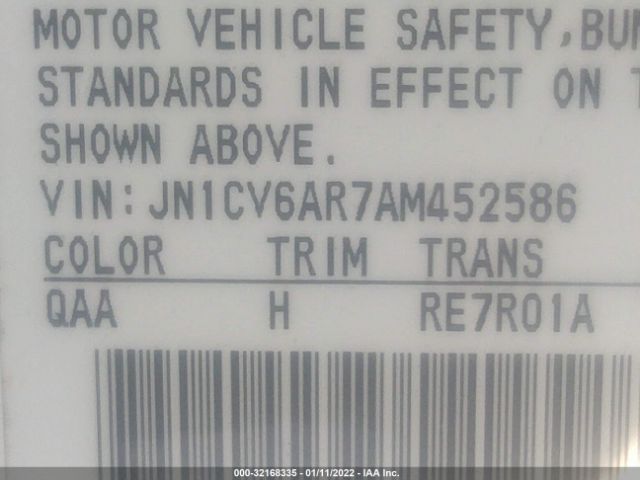 MOTOR VEHICLE SAFETY,
STANDARDS IN EFFECT ON
SHOWN ABOVE.
VIN: JN1CV6AR7AM452586
COLOR TRIM TRANS
QAA H RE7R01A
000-32168335 - 01/11/2022 - IAA Inc.